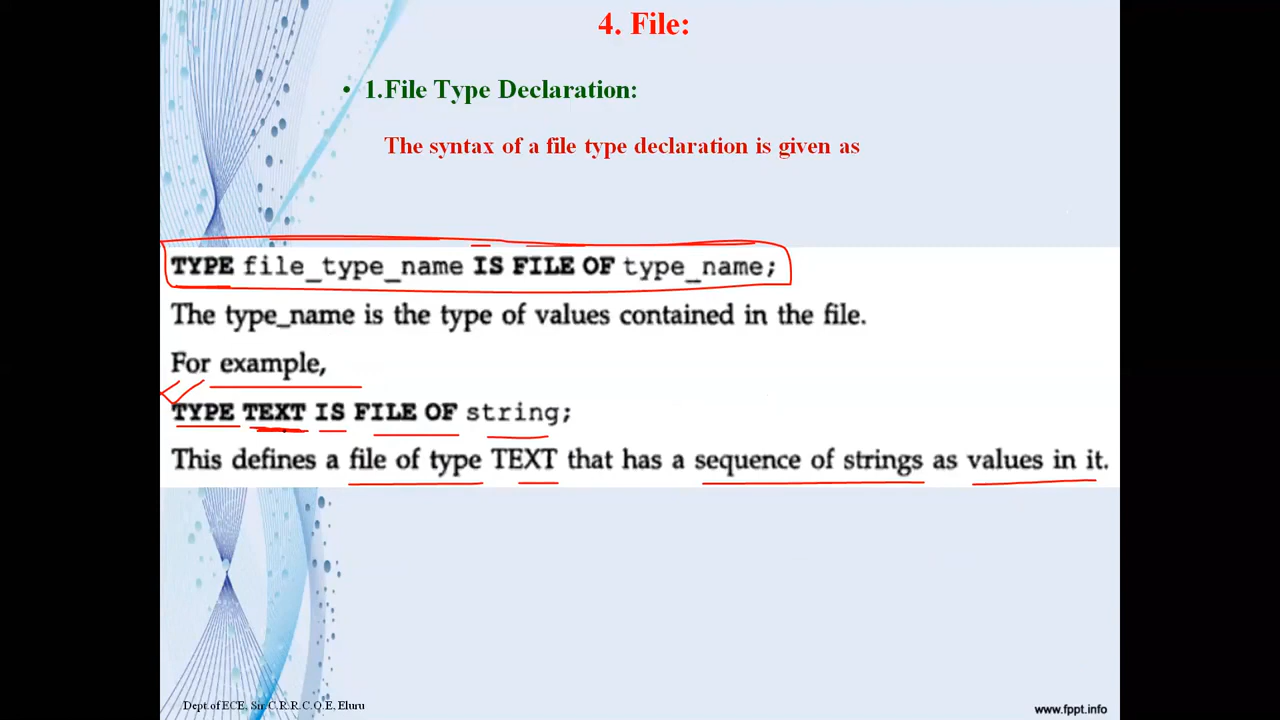 4. File:
• 1.File Type Declaration:
The syntax of a file type declaration is given as
TYPE file_type_name IS FILE OF type_name;
The type_name is the type of values contained in the file.
For example,
TYPE TEXT IS FILE OF string;
This defines a file of type TEXT that has a sequence of strings as values in it.
Dept.of ECE, Sir.C.R.R.C.O.E, Eluru
www.fppt.info